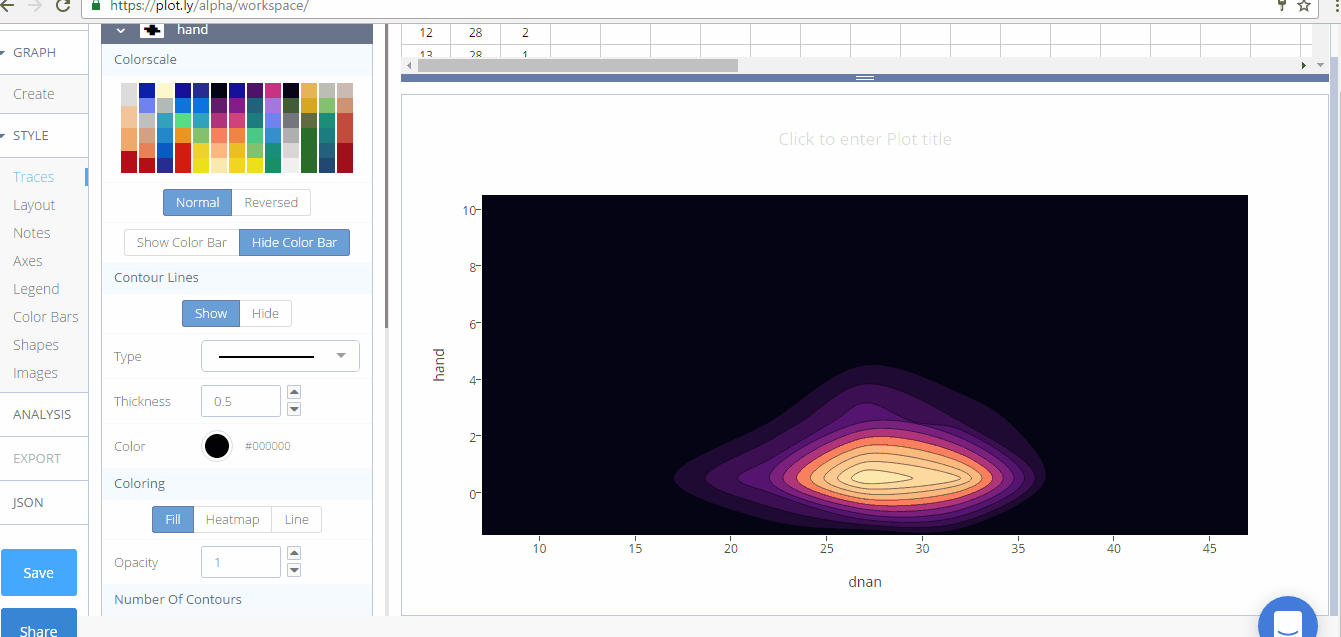 https://plot.ly/alpha/workspace/
GRAPH
Create
STYLE
Traces
Layout
Notes
Axes
Legend
Color Bars
Shapes
Images
ANALYSIS
EXPORT
JSON
Save
Share
hand
Colorscale
Normal Reversed
Show Color Bar Hide Color Bar
Contour Lines
Show Hide
Type
Thickness 0.5
Color #000000
Coloring
Fill Heatmap Line
Opacity 1
Number Of Contours
12 28 2
13 28 1
Click to enter Plot title
10
8
6
4
2
0
hand
10 15 20 25 30 35 40 45
dnan